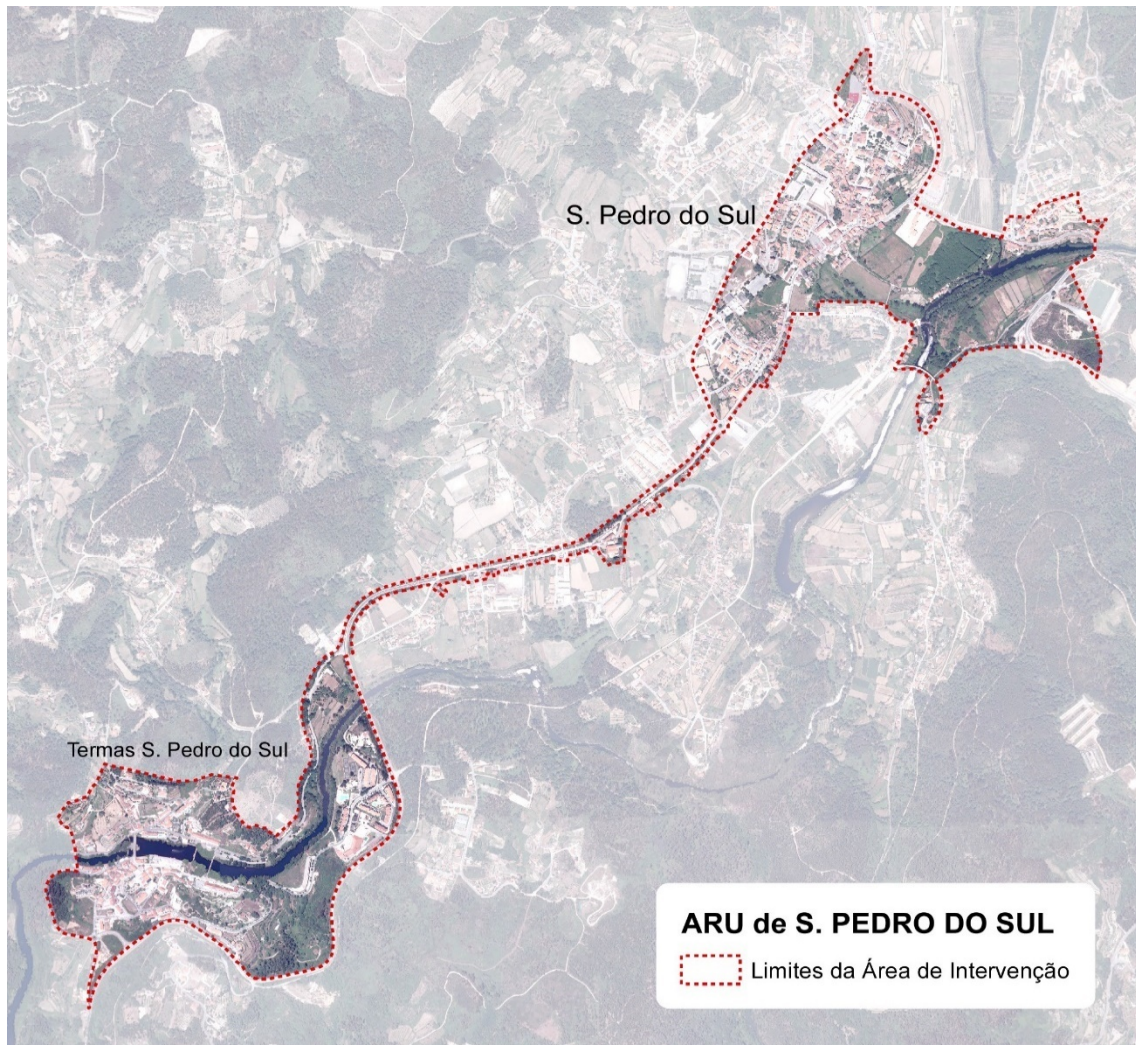 S. Pedro do Sul
Termas S. Pedro do Sul
ARU de S. PEDRO DO SUL
Limites da Área de Intervenção